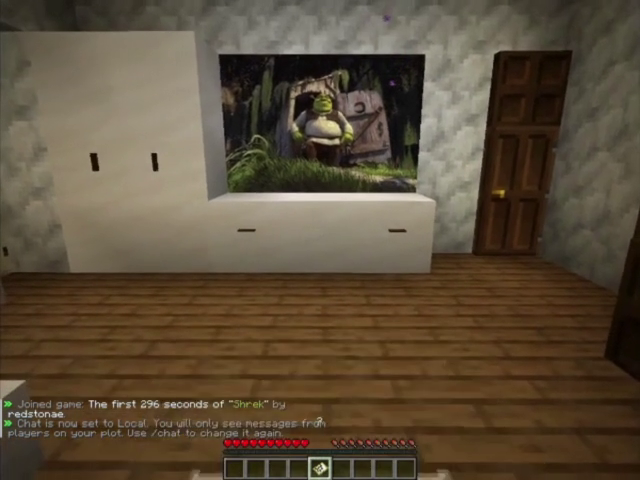 » Joined game: The first 296 seconds of "Shrek" by
redstonae.
» Chat is now set to Local. You will only see messages from
players on your plot. Use /chat to change it again.